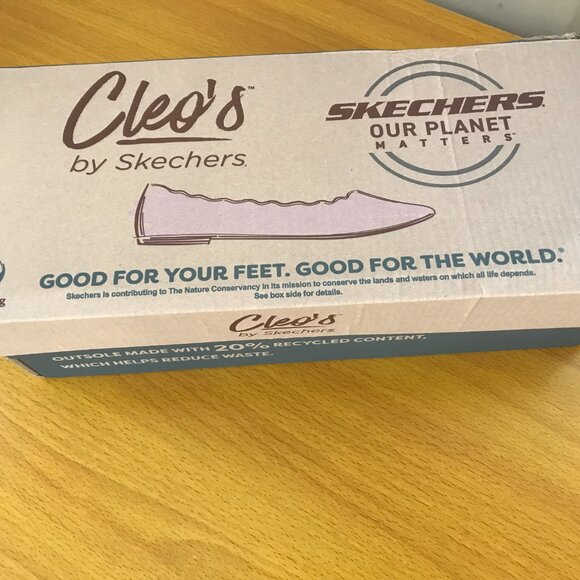 Cleo's™
by Skechers.
SKECHERS.
OUR PLANET
MATTERS
GOOD FOR YOUR FEET. GOOD FOR THE WORLD.®
Skechers is contributing to The Nature Conservancy in its mission to conserve the lands and waters on which all life depends.
See box side for details.
Cleo's
by Skechers
OUTSOLE MADE WITH 20% RECYCLED CONTENT,
WHICH HELPS REDUCE WASTE.